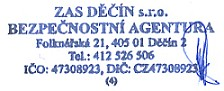 ZAS DĚČÍN s.r.o.
BEZPEČNOSTNÍ AGENTURA
Folknářská 21, 405 01 Děčín 2
Tel.: 412 526 506
IČO: 47308923, DIČ: CZ47308923
(4)